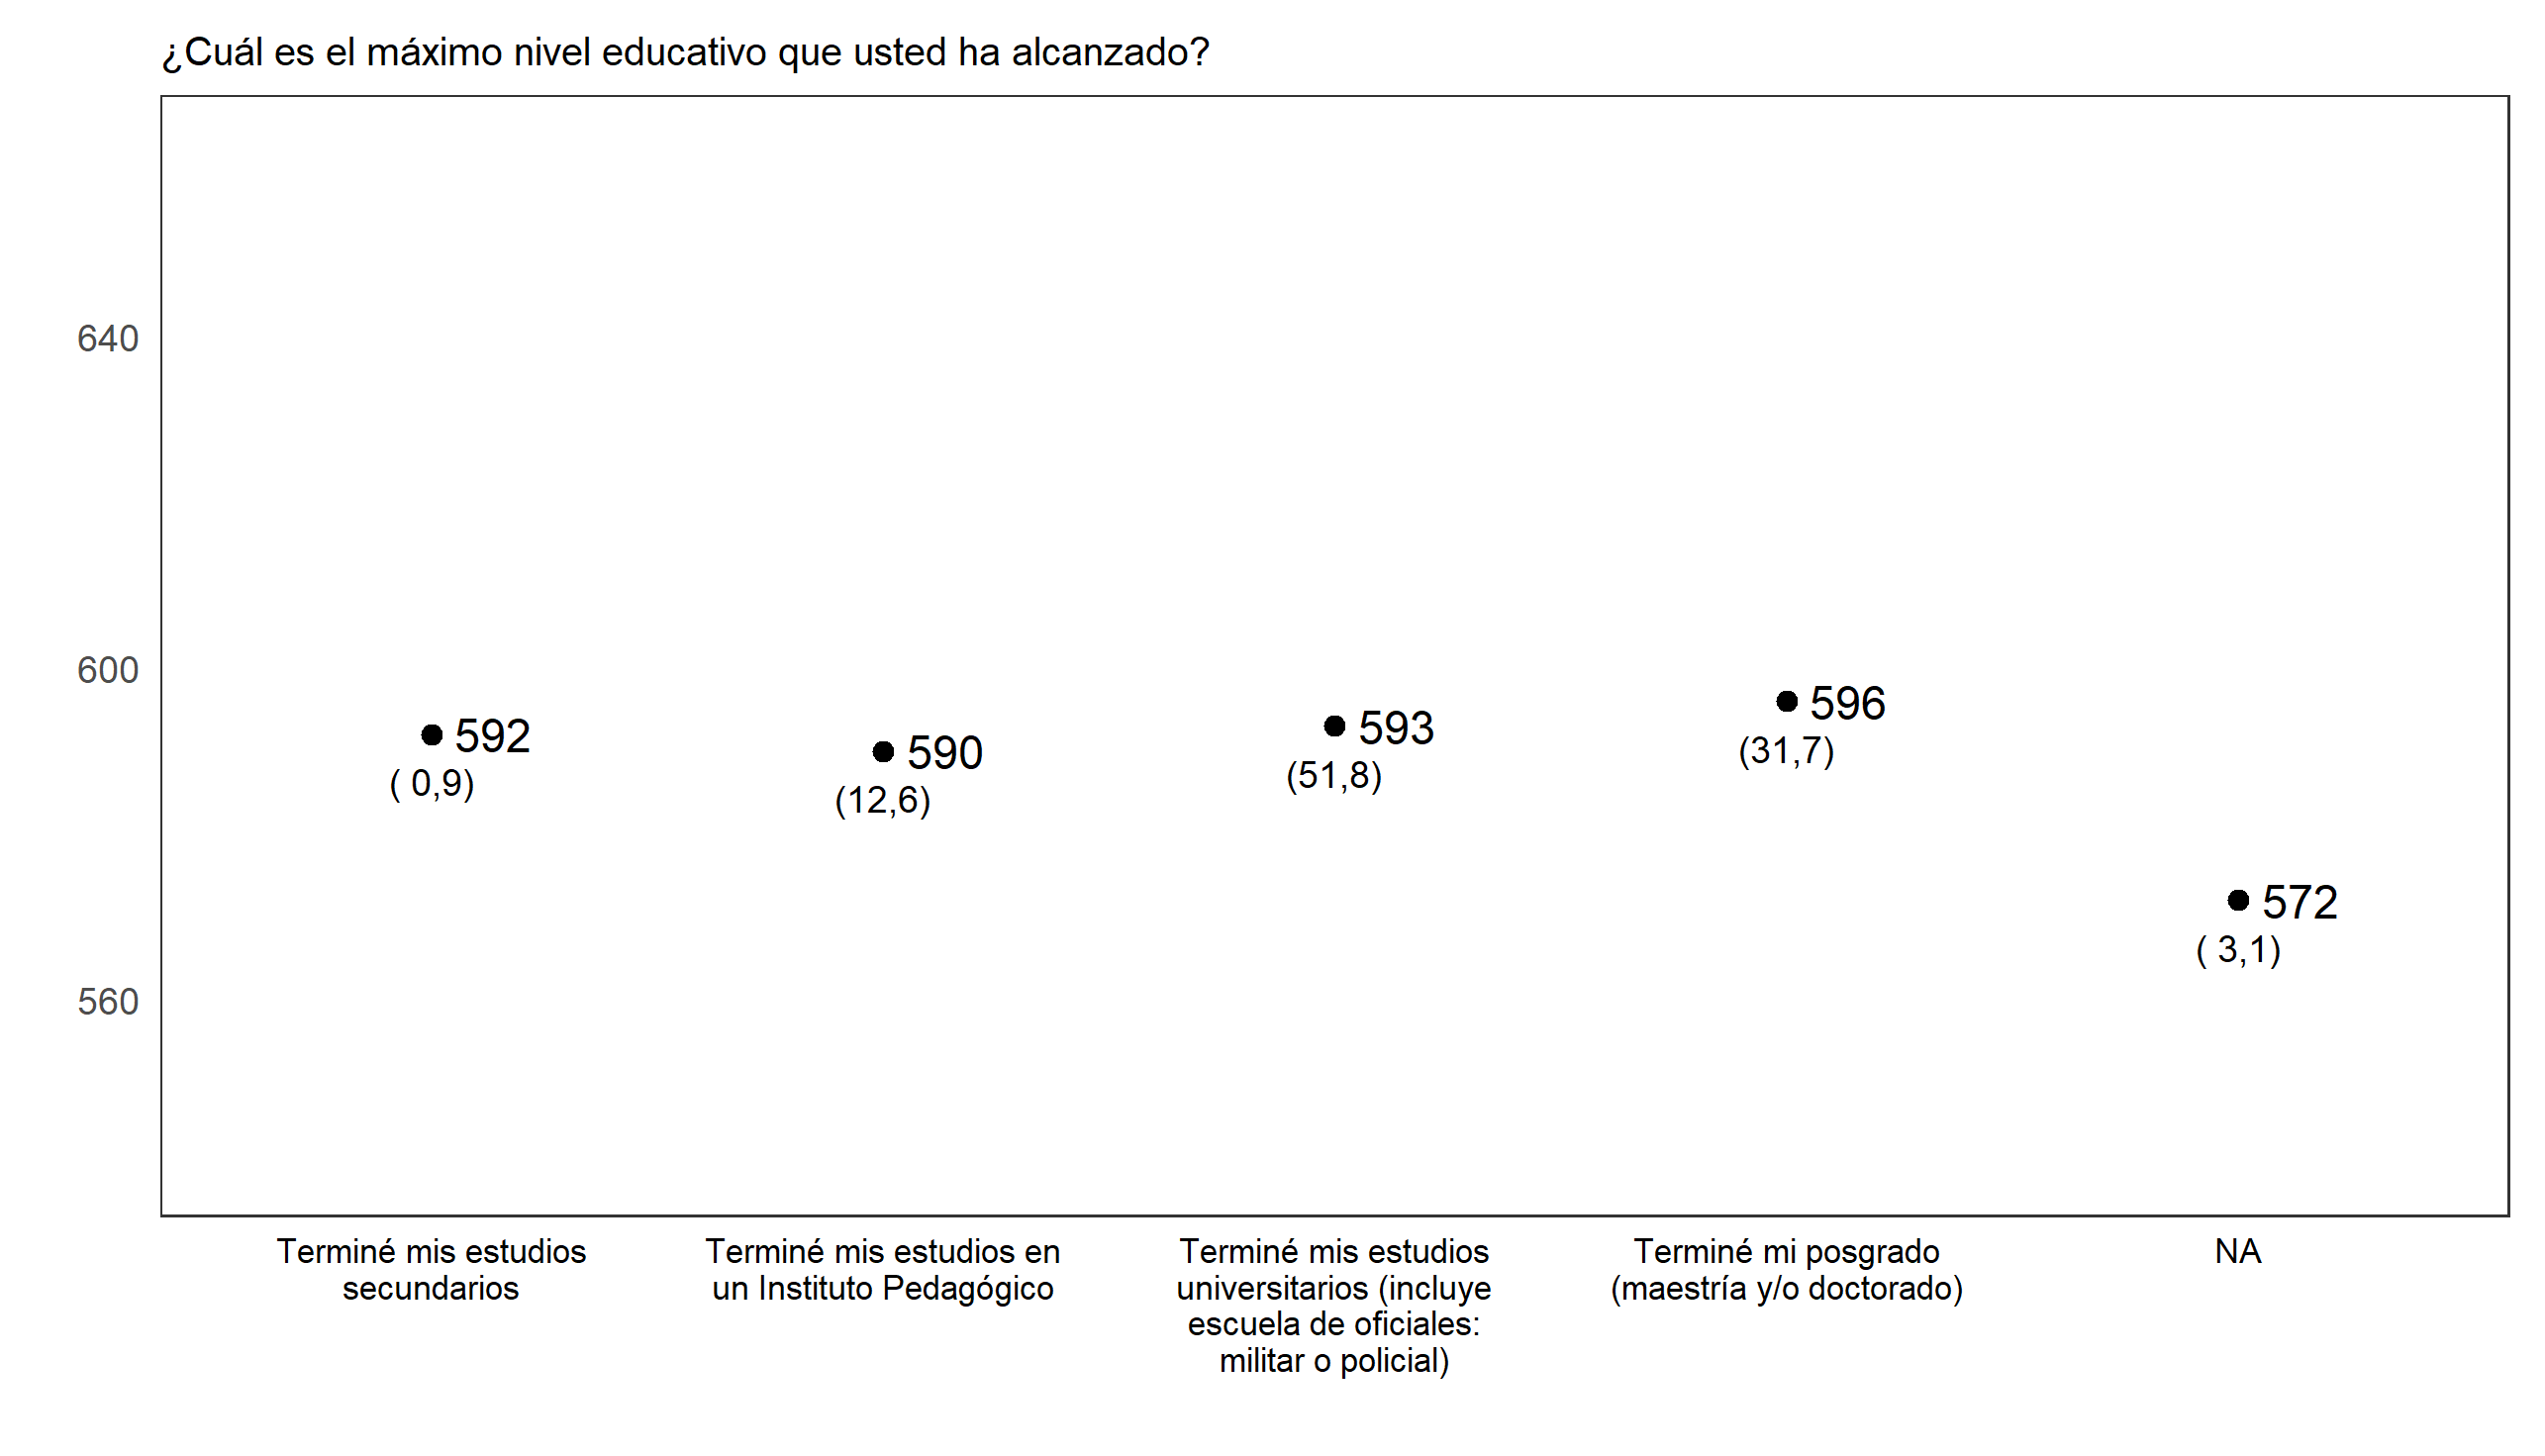 ¿Cuál es el máximo nivel educativo que usted ha alcanzado?
640
600
560
592
( 0,9)
590
(12,6)
593
(51,8)
596
(31,7)
572
( 3,1)
Terminé mis estudios
secundarios
Terminé mis estudios en
un Instituto Pedagógico
Terminé mis estudios
universitarios (incluye
escuela de oficiales:
militar o policial)
Terminé mi posgrado
(maestría y/o doctorado)
NA